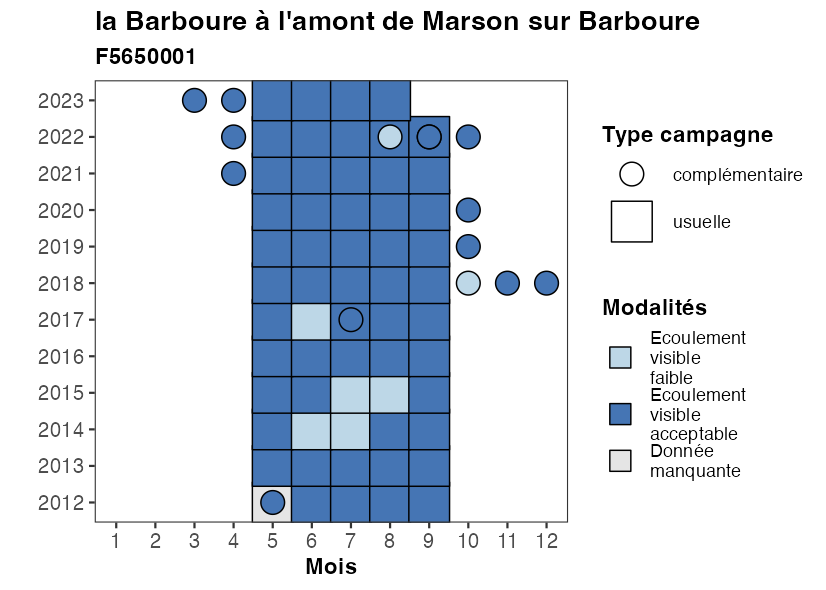 la Barboure à l'amont de Marson sur Barboure
F5650001
2023
2022
2021
2020
2019
2018
2017
2016
2015
2014
2013
2012
1 2 3 4 5 6 7 8 9 10 11 12
Mois
Type campagne
complémentaire
usuelle
Modalités
Ecoulement
visible
faible
Ecoulement
visible
acceptable
Donnée
manquante